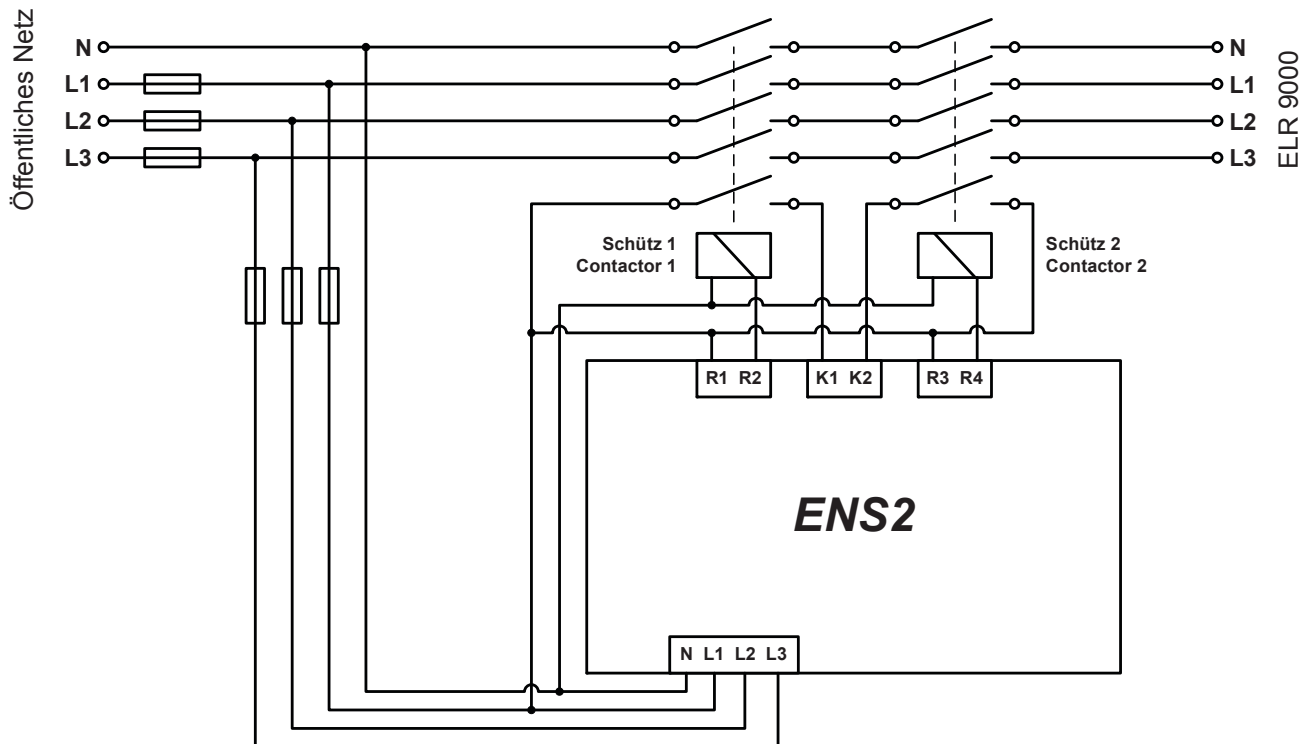 Öffentliches Netz
N
L1
L2
L3
N
L1
L2
L3
ELR 9000
Schütz 1
Contactor 1
Schütz 2
Contactor 2
R1 R2
K1 K2
R3 R4
ENS2
N L1 L2 L3